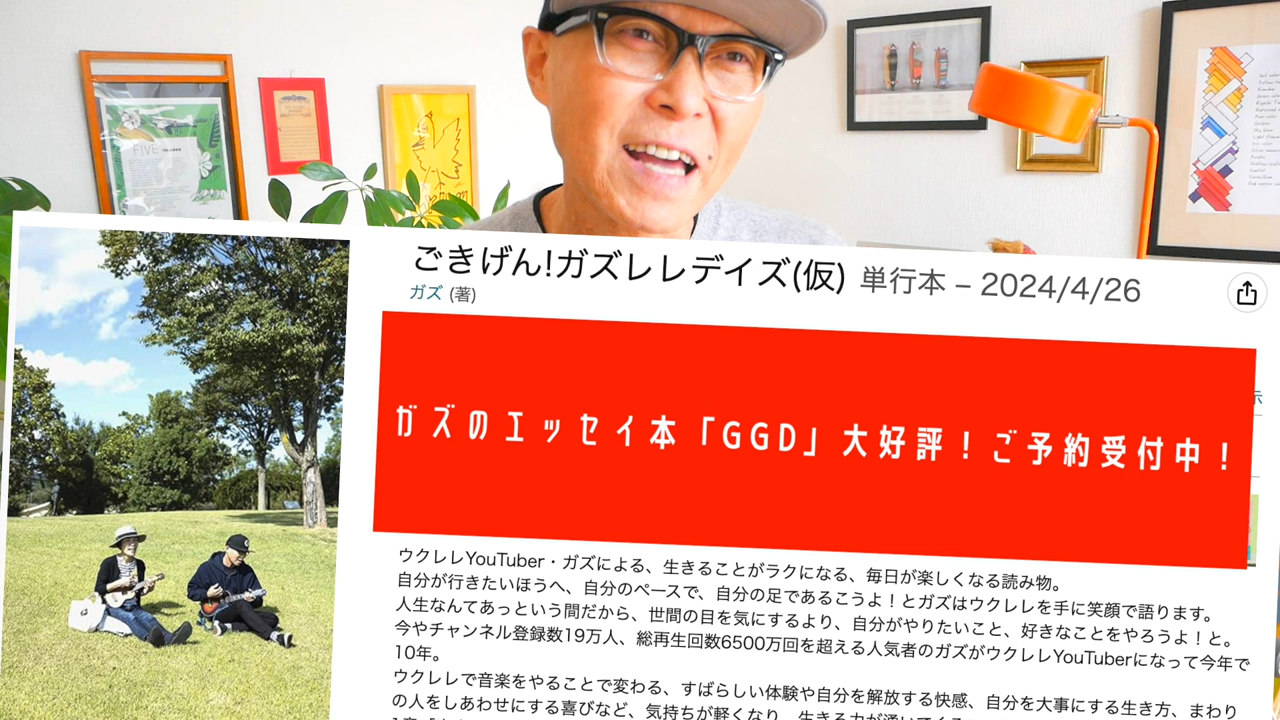 FIVE ISLANDS
ごきげん!ガズレレデイズ(仮) 単行本 – 2024/4/26
ガズ (著)
ガズのエッセイ本「GGD」大好評！ご予約受付中！
示
ウクレレYouTuber・ガズによる、生きることがラクになる、毎日が楽しくなる読み物。
自分が行きたいほうへ、自分のペースで、自分の足であるこうよ！とガズはウクレレを手に笑顔で語ります。
人生なんてあっという間だから、世間の目を気にするより、自分がやりたいこと、好きなことをやろうよ！と。
今やチャンネル登録数19万人、総再生回数6500万回を超える人気者のガズがウクレレYouTuberになって今年で
10年。
ウクレレで音楽をやることで変わる、すばらしい体験や自分を解放する快感、自分を大事にする生き方、まわり
の人をしあわせにする喜びなど、気持ちが軽くなり、生きる力が湧いてくる